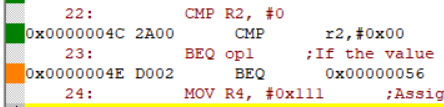 22: CMP R2, #0
0x0000004C 2A00 CMP r2,#0x00
23: BEQ op1 ;If the value
0x0000004E D002 BEQ 0x00000056
24: MOV R4, #0x111 ;Assig